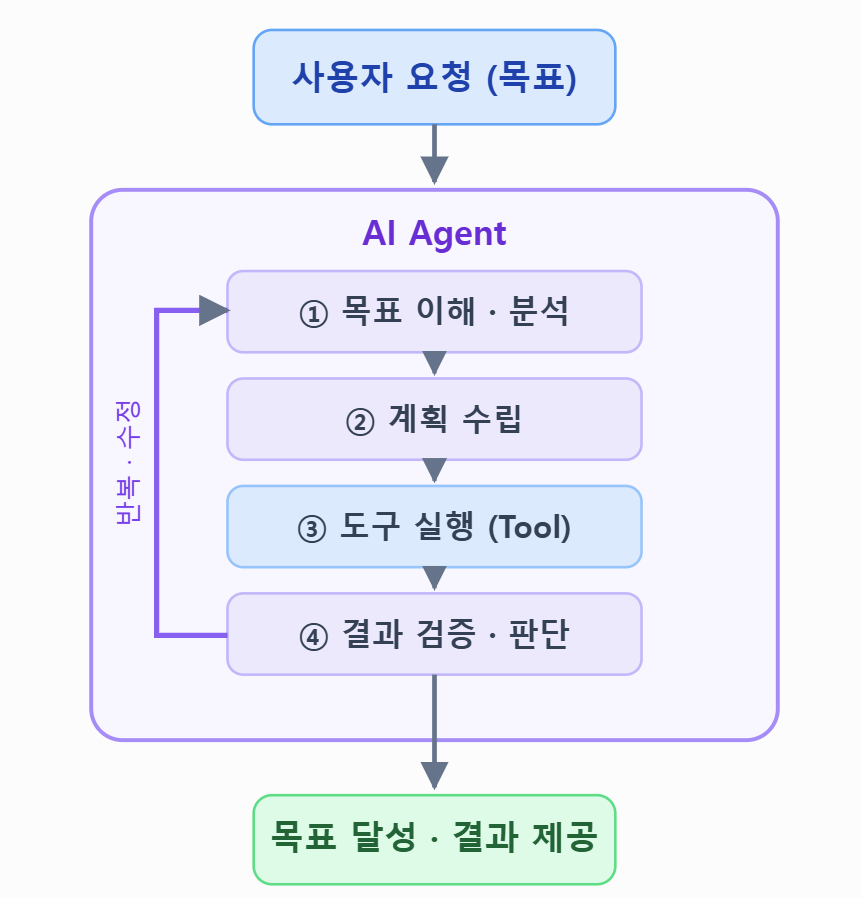 사용자 요청 (목표)
AI Agent
① 목표 이해 · 분석
② 계획 수립
③ 도구 실행 (Tool)
④ 결과 검증 · 판단
반복 · 수정
목표 달성 · 결과 제공